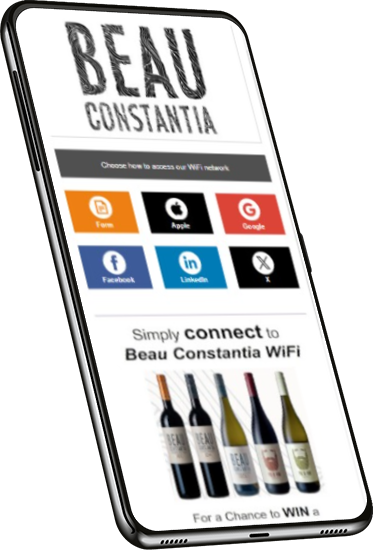 BEAU
CONSTANTIA
Choose how to access our WiFi network
Form
Apple
Google
Facebook
LinkedIn
X
Simply connect to
Beau Constantia WiFi
BEAU
For a Chance to WIN a